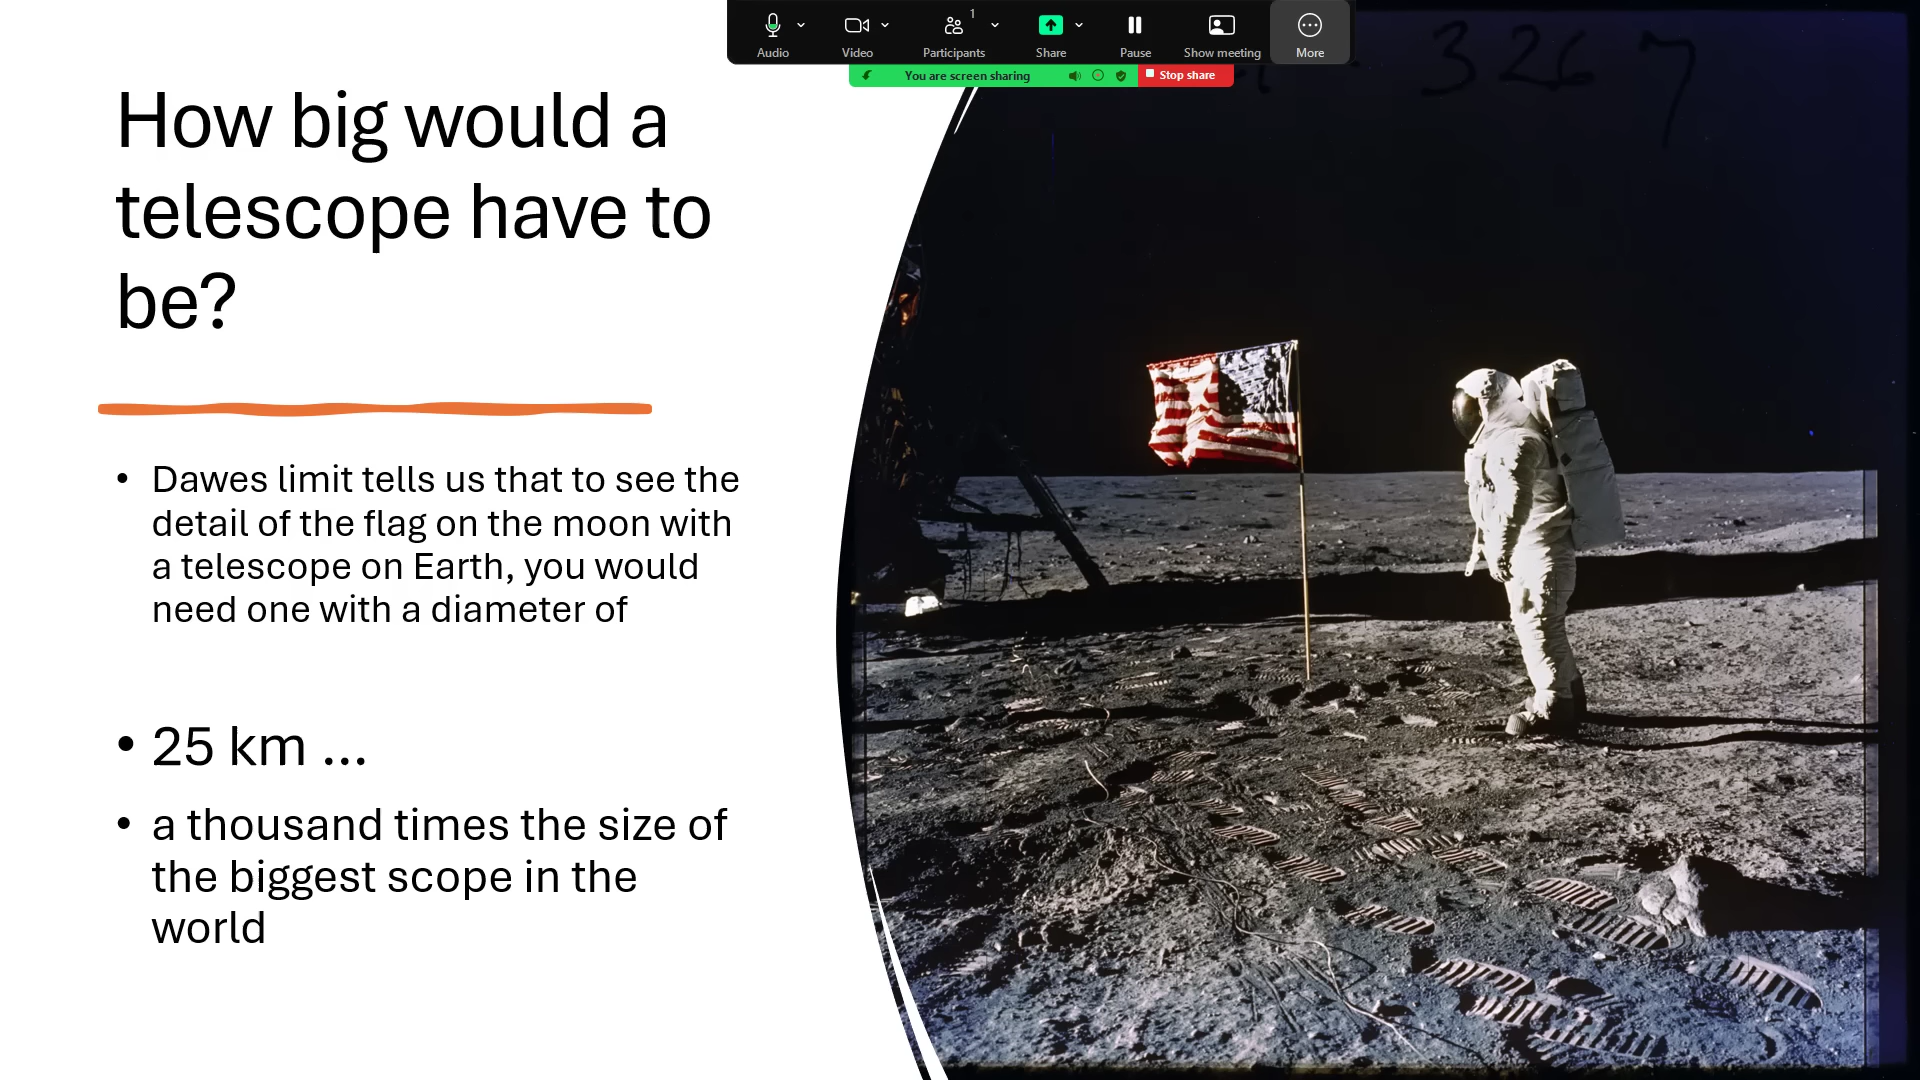 1
Audio Video Participants Share Pause Show meeting More
You are screen sharing Stop share
3267
How big would a
telescope have to
be?
• Dawes limit tells us that to see the
detail of the flag on the moon with
a telescope on Earth, you would
need one with a diameter of
• 25 km ...
• a thousand times the size of
the biggest scope in the
world